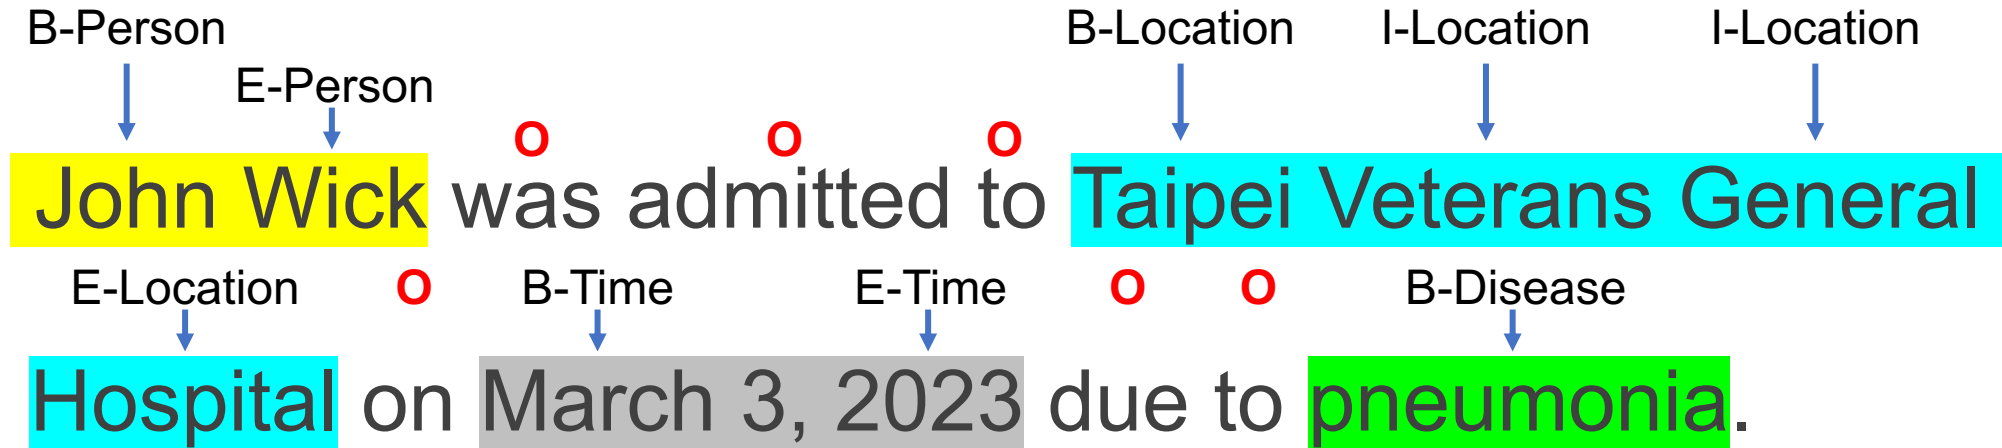 B-Person B-Location I-Location I-Location
E-Person
O O O
John Wick was admitted to Taipei Veterans General
E-Location O B-Time E-Time O O B-Disease
Hospital on March 3, 2023 due to pneumonia.